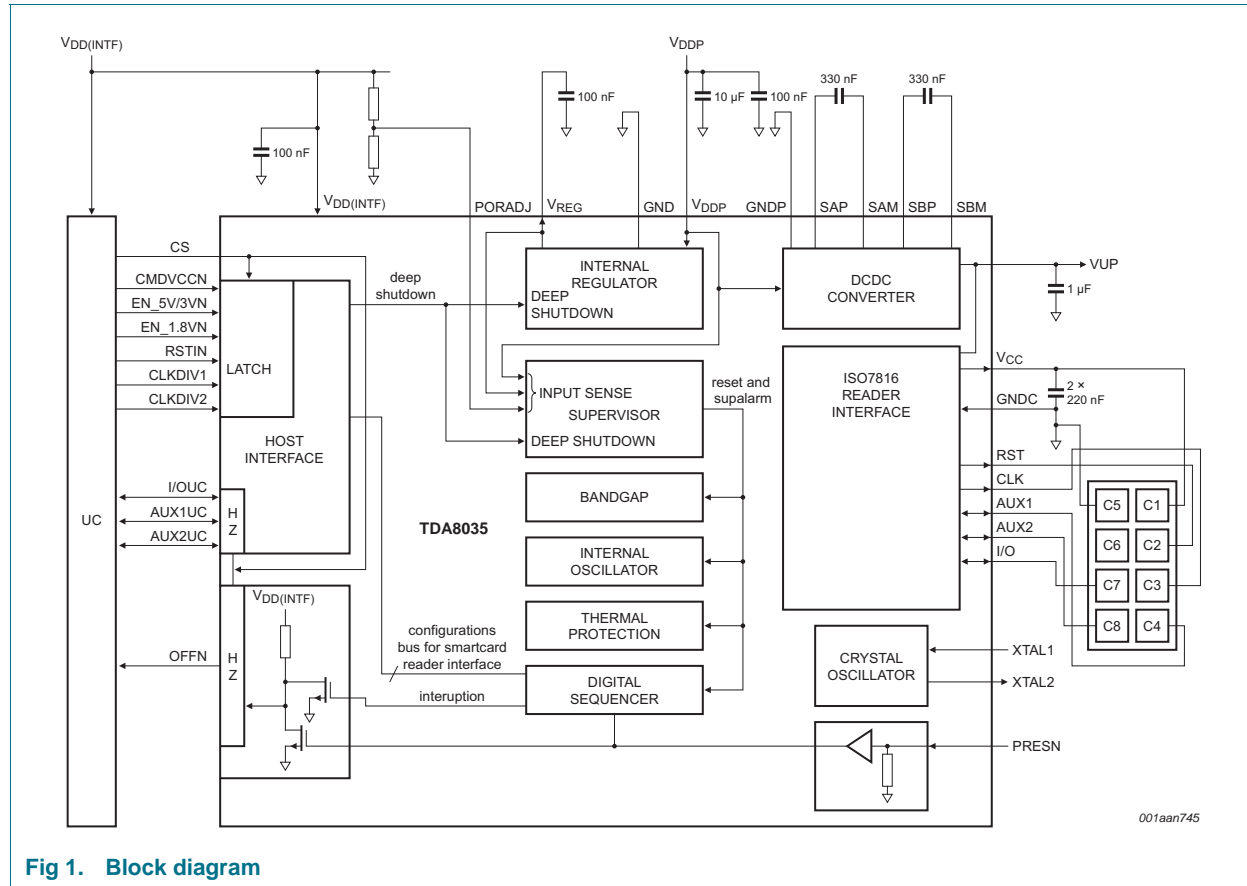 VDD(INTF)
VDDP
100 nF
10 µF
100 nF
330 nF
330 nF
100 nF
VDD(INTF)
PORADJ
VREG
GND
VDDP
GNDP
SAP
SAM
SBP
SBM
UC
CS
CMDVCCN
EN_5V/3VN
EN_1.8VN
RSTIN
CLKDIV1
CLKDIV2
LATCH
HOST
INTERFACE
I/OUC
AUX1UC
AUX2UC
H
Z
deep
shutdown
INTERNAL
REGULATOR
DEEP
SHUTDOWN
INPUT SENSE
SUPERVISOR
DEEP SHUTDOWN
reset and
supalarm
DCDC
CONVERTER
VUP
1 µF
ISO7816
READER
INTERFACE
VCC
2 ×
220 nF
GNDC
RST
CLK
AUX1
AUX2
I/O
C5
C1
C6
C2
C7
C3
C8
C4
BANDGAP
TDA8035
INTERNAL
OSCILLATOR
THERMAL
PROTECTION
VDD(INTF)
OFFN
H
Z
configurations
bus for smartcard
reader interface
interuption
DIGITAL
SEQUENCER
CRYSTAL
OSCILLATOR
XTAL1
XTAL2
PRESN
001aan745
Fig 1. Block diagram